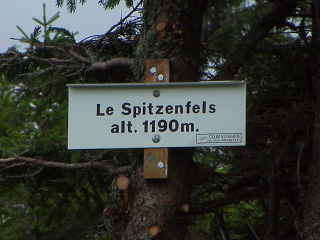 Le Spitzenfels
alt. 1190m.